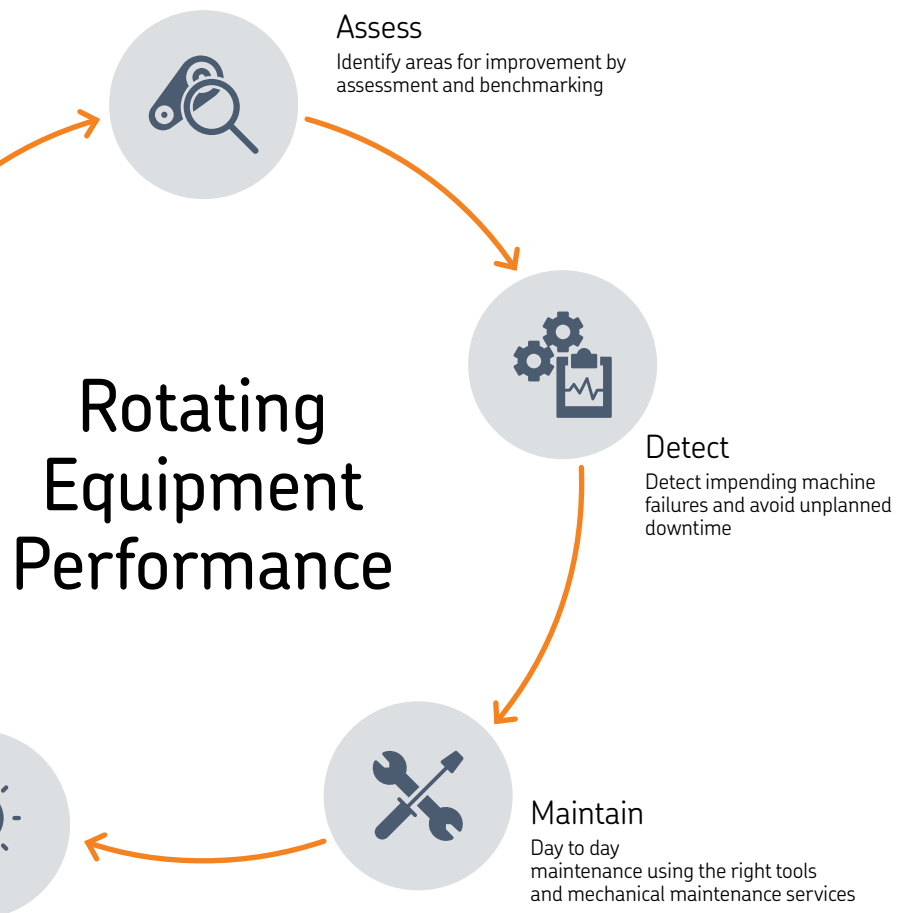 Assess
Identify areas for improvement by
assessment and benchmarking
Rotating
Equipment
Performance
Detect
Detect impending machine
failures and avoid unplanned
downtime
Maintain
Day to day
maintenance using the right tools
and mechanical maintenance services